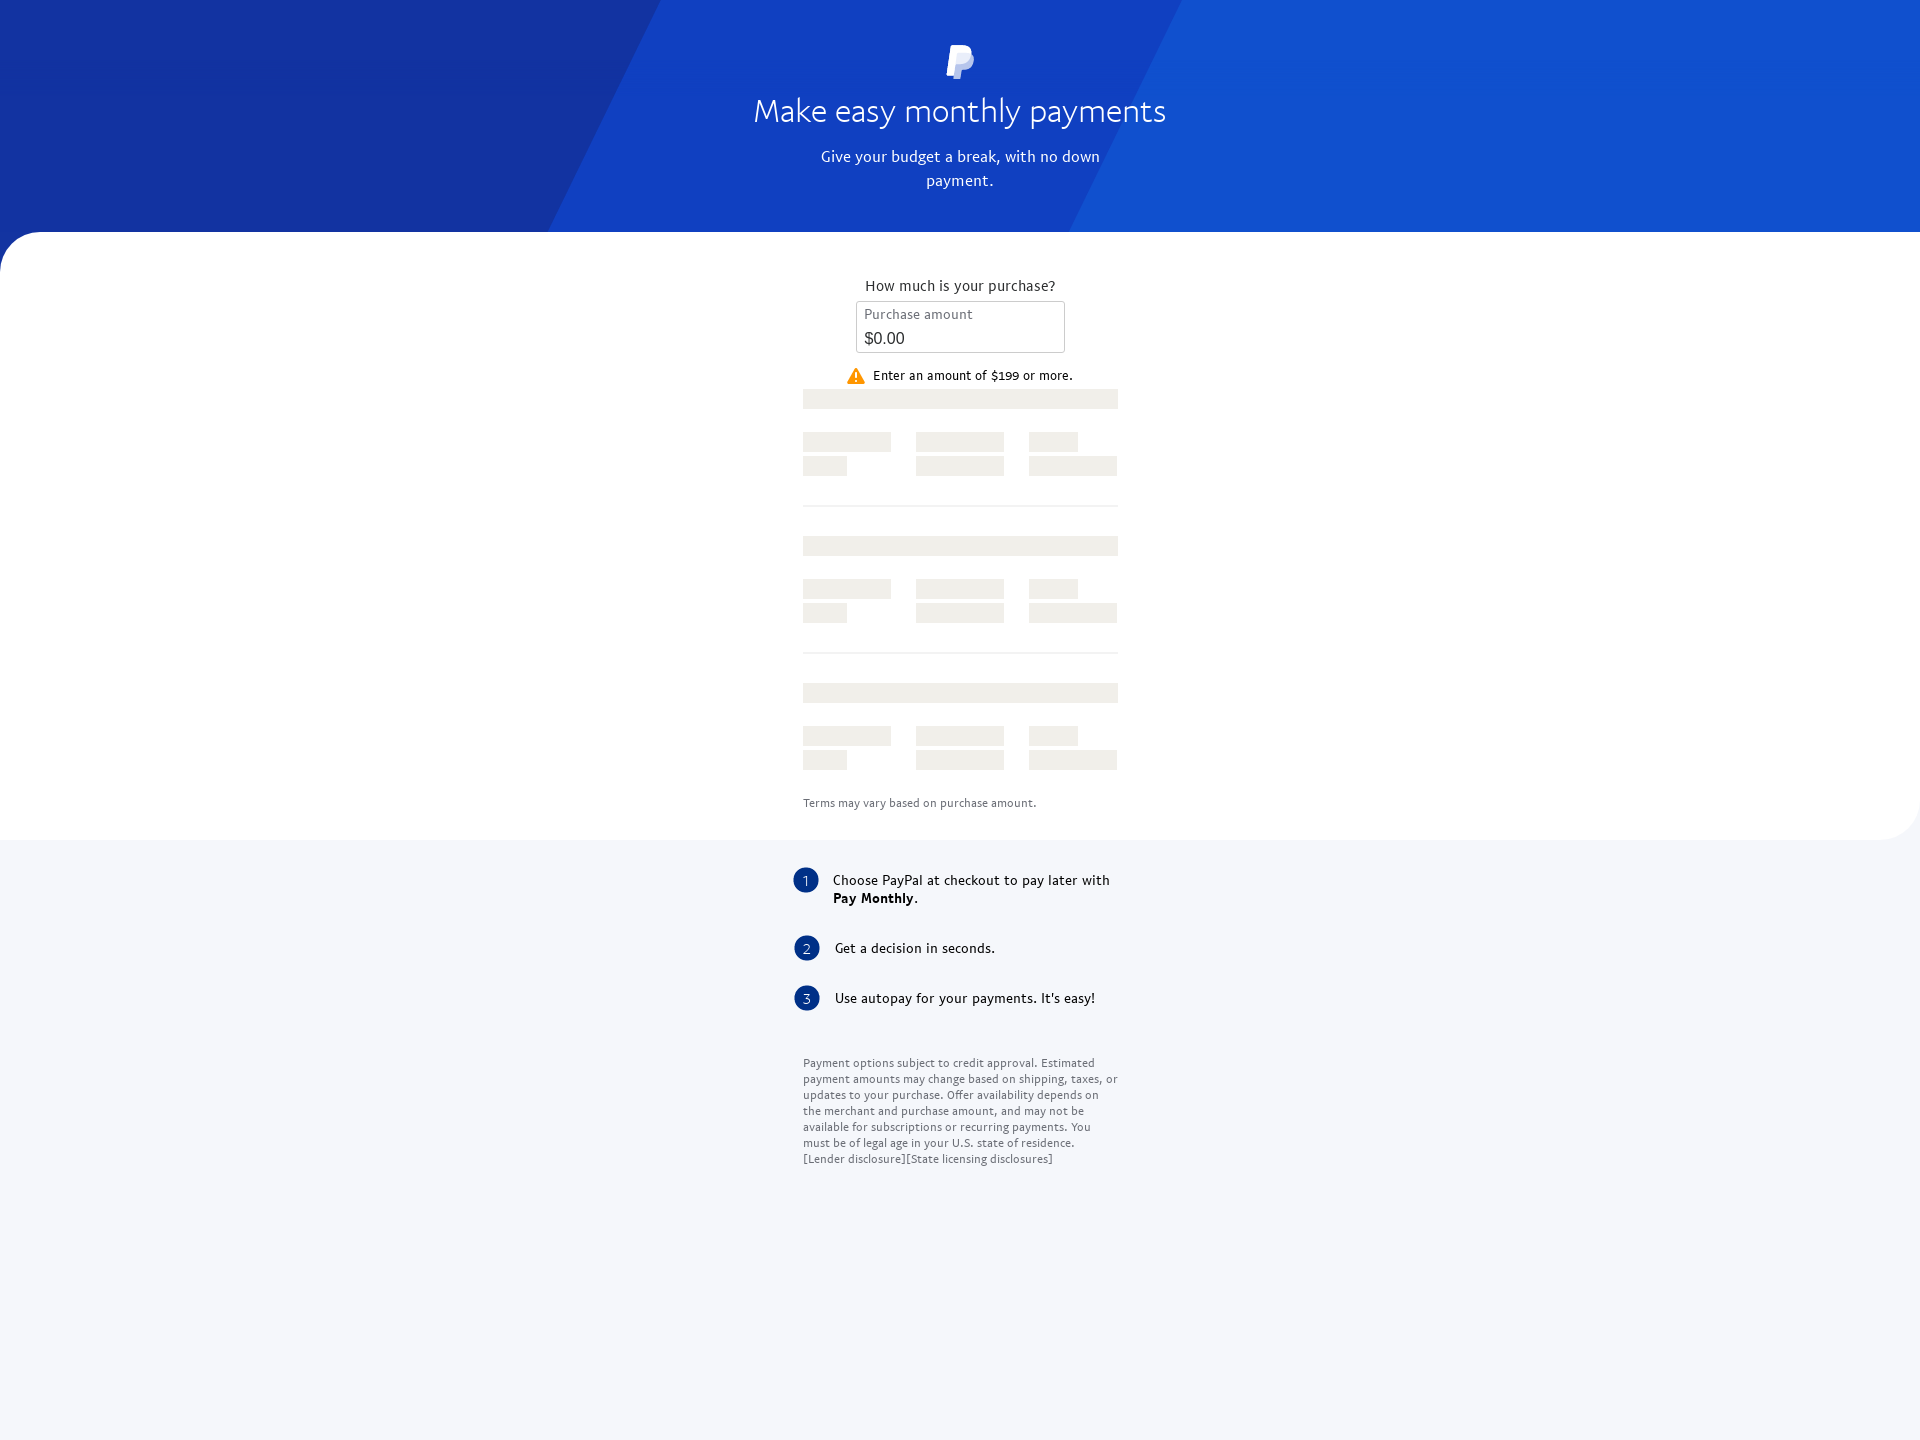 Make easy monthly payments
Give your budget a break, with no down
payment.
How much is your purchase?
Purchase amount
$0.00
Enter an amount of $199 or more.
Terms may vary based on purchase amount.
1 Choose PayPal at checkout to pay later with
Pay Monthly.
2 Get a decision in seconds.
3 Use autopay for your payments. It's easy!
Payment options subject to credit approval. Estimated
payment amounts may change based on shipping, taxes, or
updates to your purchase. Offer availability depends on
the merchant and purchase amount, and may not be
available for subscriptions or recurring payments. You
must be of legal age in your U.S. state of residence.
[Lender disclosure][State licensing disclosures]